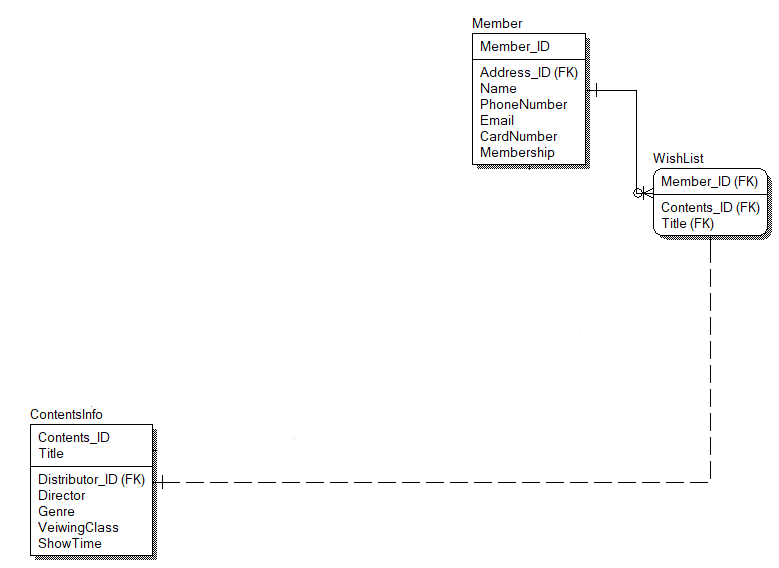 Member
Member_ID
Address_ID (FK)
Name
PhoneNumber
Email
CardNumber
Membership
WishList
Member_ID (FK)
Contents_ID (FK)
Title (FK)
ContentsInfo
Contents_ID
Title
Distributor_ID (FK)
Director
Genre
VeiwingClass
ShowTime